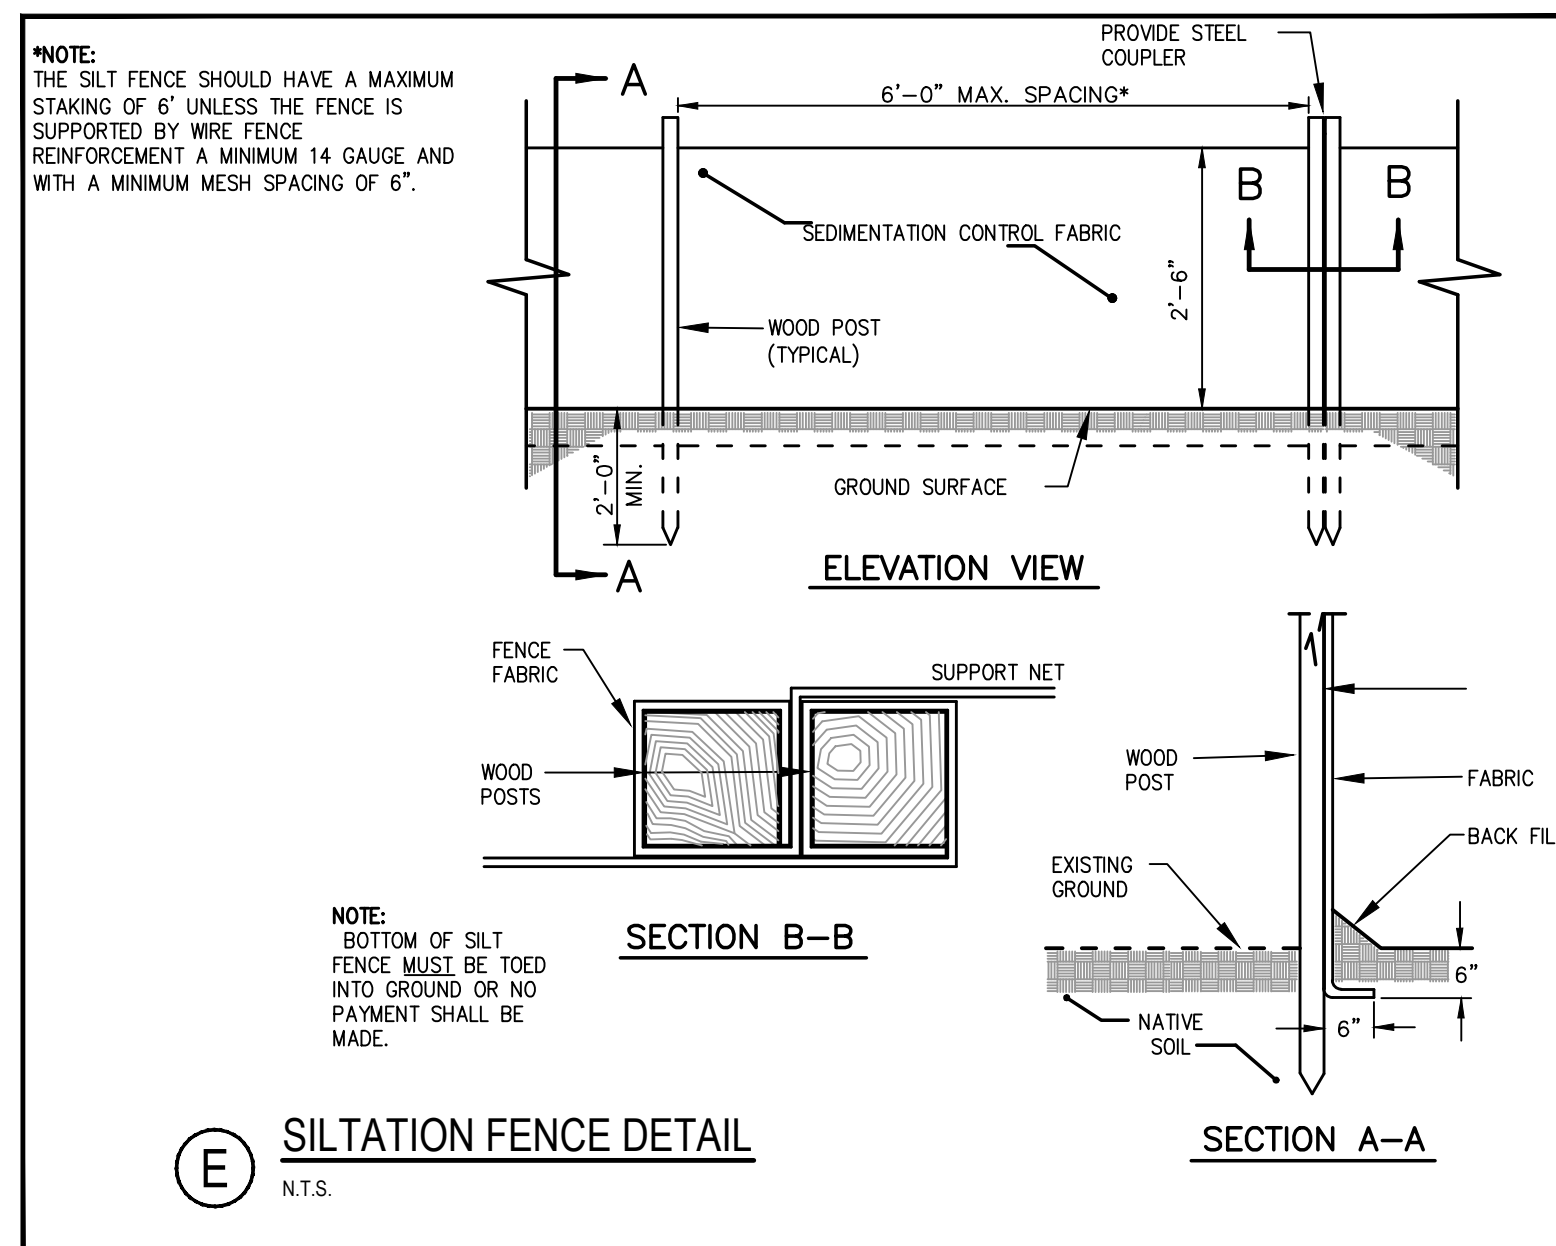 *NOTE:
THE SILT FENCE SHOULD HAVE A MAXIMUM
STAKING OF 6' UNLESS THE FENCE IS
SUPPORTED BY WIRE FENCE
REINFORCEMENT A MINIMUM 14 GAUGE AND
WITH A MINIMUM MESH SPACING OF 6".
A
6'-0" MAX. SPACING*
PROVIDE STEEL
COUPLER
B
B
SEDIMENTATION CONTROL FABRIC
2'-6"
WOOD POST
(TYPICAL)
2'-0"
MIN.
GROUND SURFACE
A
ELEVATION VIEW
FENCE
FABRIC
SUPPORT NET
WOOD
POSTS
SECTION B-B
NOTE:
BOTTOM OF SILT
FENCE MUST BE TOED
INTO GROUND OR NO
PAYMENT SHALL BE
MADE.
WOOD
POST
FABRIC
BACK FIL
EXISTING
GROUND
6"
6"
NATIVE
SOIL
SECTION A-A
E
SILTATION FENCE DETAIL
N.T.S.